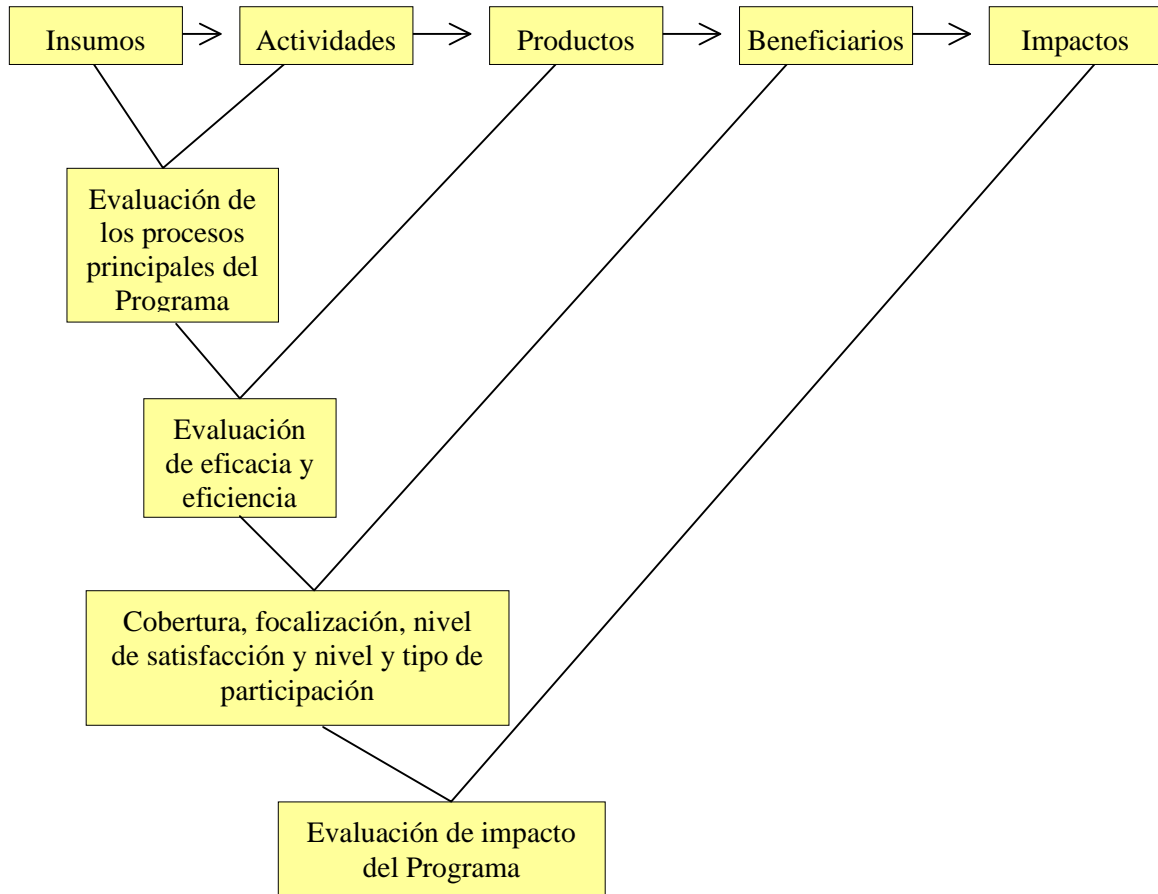 Insumos
Actividades
Productos
Beneficiarios
Impactos
Evaluación de
los procesos
principales del
Programa
Evaluación
de eficacia y
eficiencia
Cobertura, focalización, nivel
de satisfacción y nivel y tipo de
participación
Evaluación de impacto
del Programa